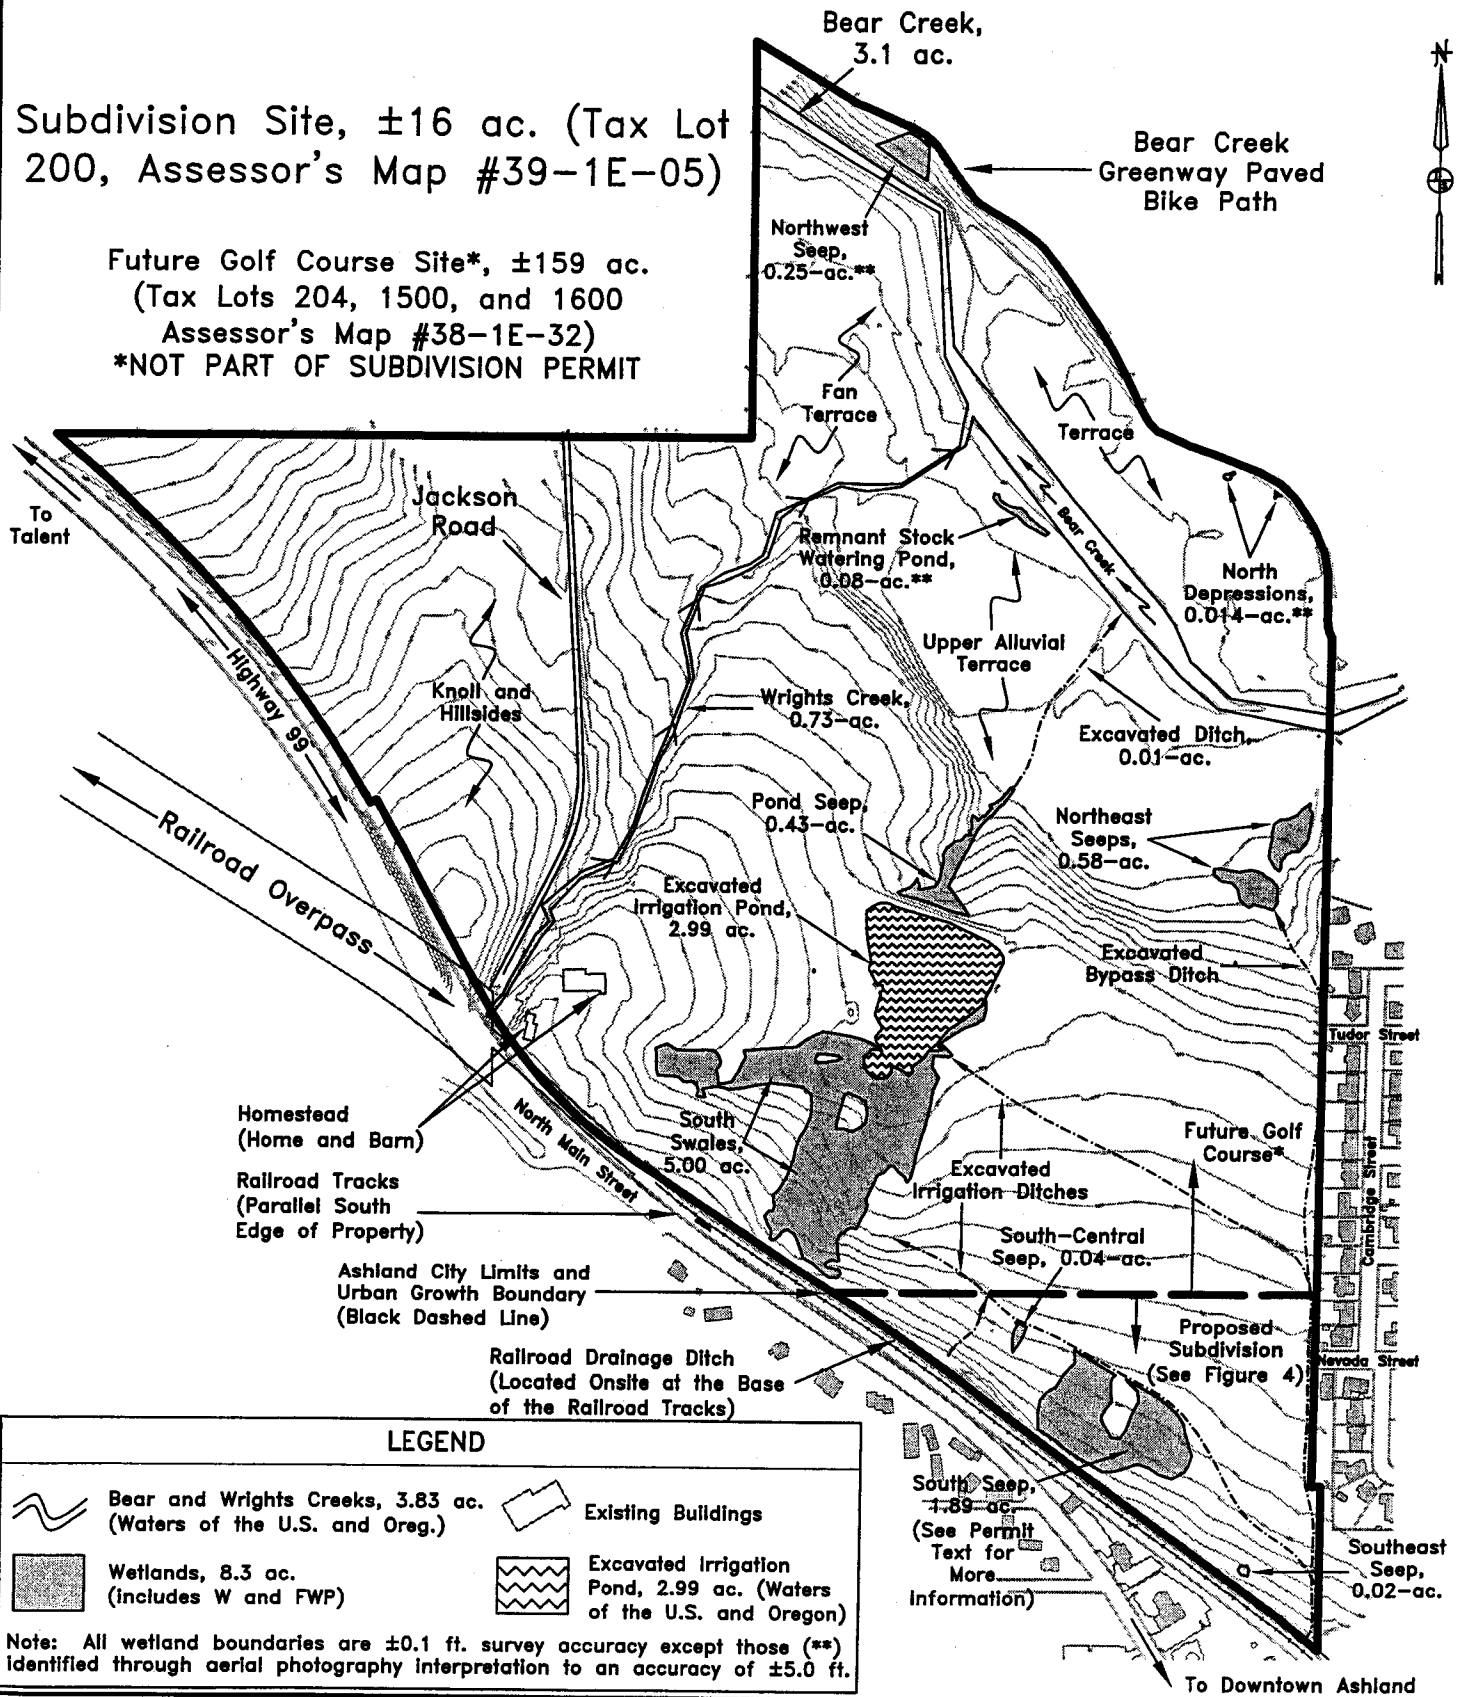 Bear Creek,
3.1 ac.
N
Subdivision Site, ±16 ac. (Tax Lot
200, Assessor's Map #39-1E-05)
Bear Creek
Greenway Paved
Bike Path
Future Golf Course Site*, ±159 ac.
(Tax Lots 204, 1500, and 1600
Assessor's Map #38-1E-32)
*NOT PART OF SUBDIVISION PERMIT
Northwest
Seep,
0.25-ac.**
Fan
Terrace
Terrace
To
Talent
Jackson
Road
Bear Creek
Remnant Stock
Watering Pond,
0.08-ac.**
North
Depressions,
0.014-ac.**
Upper Alluvial
Terrace
Highway 99
Knoll and
Hillsides
Wrights Creek,
0.73-ac.
Excavated Ditch,
0.01-ac.
Railroad Overpass
Pond Seep,
0.43-ac.
Northeast
Seeps,
0.58-ac.
Excavated
Irrigation Pond,
2.99 ac.
Excavated
Bypass Ditch
Tudor Street
Homestead
(Home and Barn)
North Main Street
South
Swales,
5.00 ac.
Future Golf
Course*
Cambridge Street
Railroad Tracks
(Parallel South
Edge of Property)
Excavated
Irrigation Ditches
South-Central
Seep, 0.04-ac.
Ashland City Limits and
Urban Growth Boundary
(Black Dashed Line)
Proposed
Subdivision
(See Figure 4)
Nevada Street
Railroad Drainage Ditch
(Located Onsite at the Base
of the Railroad Tracks)
South Seep,
1.89 ac.
(See Permit
Text for
More
Information)
Southeast
Seep,
0.02-ac.
LEGEND
Bear and Wrights Creeks, 3.83 ac.
(Waters of the U.S. and Oreg.)
Existing Buildings
Wetlands, 8.3 ac.
(includes W and FWP)
Excavated Irrigation
Pond, 2.99 ac. (Waters
of the U.S. and Oregon)
Note: All wetland boundaries are ±0.1 ft. survey accuracy except those (**)
identified through aerial photography interpretation to an accuracy of ±5.0 ft.
To Downtown Ashland